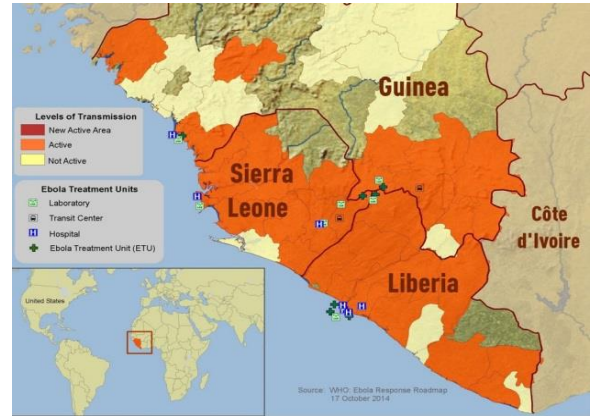 Guinea
Levels of Transmission
New Active Area
Active
Not Active
Ebola Treatment Units
Laboratory
Transit Center
H Hospital
Ebola Treatment Unit (ETU)
Sierra
Leone
Côte
d'Ivoire
Liberia
United States
Source: WHO: Ebola Response Roadmap
17 October 2014